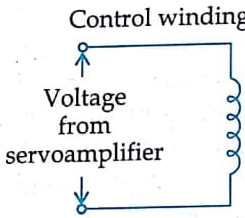 Control winding
Voltage
from
servoamplifier